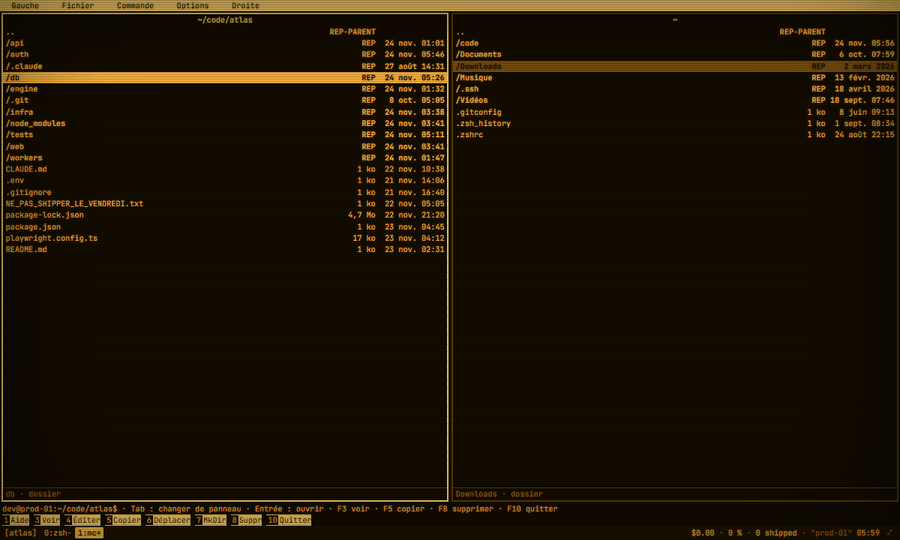 Gauche Fichier Commande Options Droite
~/code/atlas
.. REP-PARENT
/api REP 24 nov. 01:01
/auth REP 24 nov. 05:46
/.claude REP 27 août 14:31
/db REP 24 nov. 05:26
/engine REP 24 nov. 01:32
/.git REP 8 oct. 05:05
/infra REP 24 nov. 03:38
/node_modules REP 24 nov. 03:41
/tests REP 24 nov. 05:11
/web REP 24 nov. 03:41
/workers REP 24 nov. 01:47
CLAUDE.md 1 ko 22 nov. 10:38
.env 1 ko 21 nov. 14:06
.gitignore 1 ko 21 nov. 16:40
NE_PAS_SHIPPER_LE_VENDREDI.txt 1 ko 22 nov. 05:05
package-lock.json 4,7 Mo 22 nov. 21:20
package.json 1 ko 23 nov. 04:45
playwright.config.ts 17 ko 23 nov. 04:12
README.md 1 ko 23 nov. 02:31
db · dossier
~
.. REP-PARENT
/code REP 24 nov. 05:56
/Documents REP 6 oct. 07:59
/Downloads REP 2 mars 2026
/Musique REP 13 févr. 2026
/.ssh REP 18 avril 2026
/Vidéos REP 18 sept. 07:46
.gitconfig 1 ko 8 juin 09:13
.zsh_history 1 ko 1 sept. 08:34
.zshrc 1 ko 24 août 22:15
Downloads · dossier
dev@prod-01:~/code/atlas$ · Tab : changer de panneau · Entrée : ouvrir · F3 voir · F5 copier · F8 supprimer · F10 quitter
1Aide 3Voir 4Éditer 5Copier 6Déplacer 7MkDir 8Suppr 10Quitter
[atlas] 0:zsh- 1:mc* $0.00 · 0 % · 0 shipped · "prod-01" 05:59